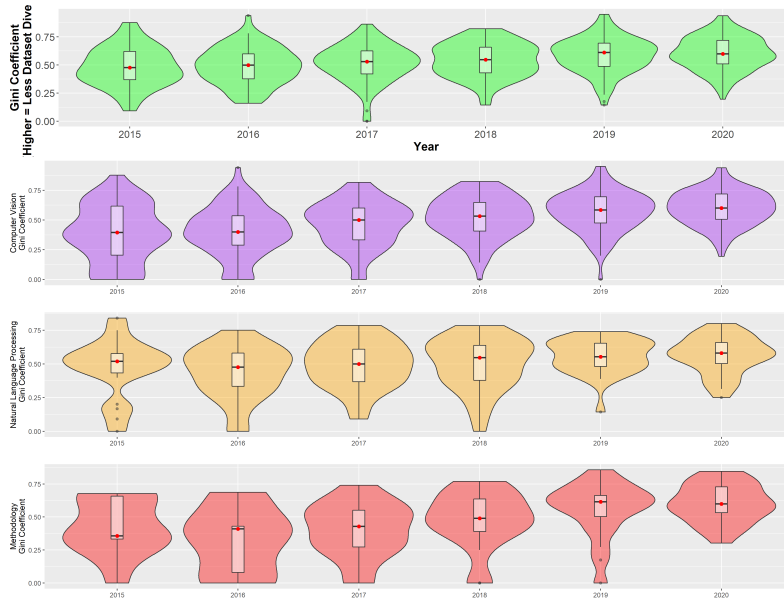 Gini Coefficient
Higher = Less Dataset Dive
0.75
0.50
0.25
0.00
2015 2016 2017 2018 2019 2020
Year
Computer Vision
Gini Coefficient
0.75
0.50
0.25
0.00
2015 2016 2017 2018 2019 2020
Natural Language Processing
Gini Coefficient
0.75
0.50
0.25
0.00
2015 2016 2017 2018 2019 2020
Methodology
Gini Coefficient
0.75
0.50
0.25
0.00
2015 2016 2017 2018 2019 2020